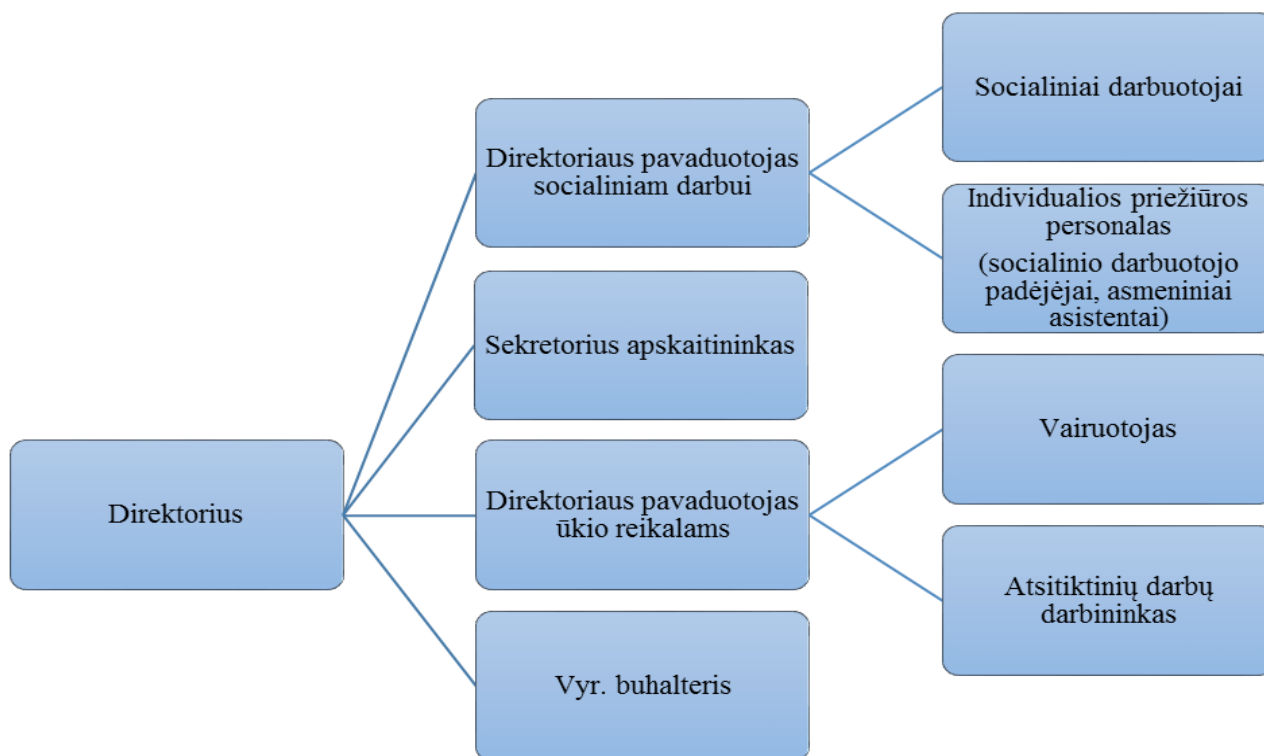 Direktorius
Direktoriaus pavaduotojas
socialiniam darbui
Socialiniai darbuotojai
Individualios priežiūros
personalas
(socialinio darbuotojo
padėjėjai, asmeniniai
asistentai)
Sekretorius apskaitininkas
Direktoriaus pavaduotojas
ūkio reikalams
Vairuotojas
Atsitiktinių darbų
darbininkas
Vyr. buhalteris